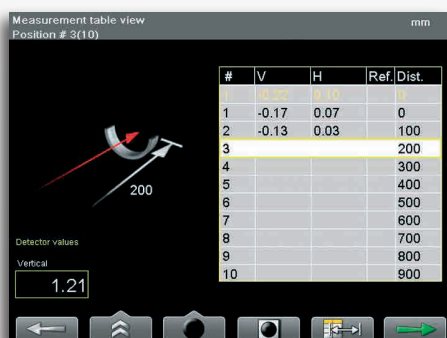 Measurement table view
mm
Position # 3(10)
# V H Ref. Dist.
1 -0.22 0.10 0
1 -0.17 0.07 0
2 -0.13 0.03 100
3 200
4 300
5 400
6 500
7 600
8 700
9 800
10 900
200
Detector values
Vertical
1.21